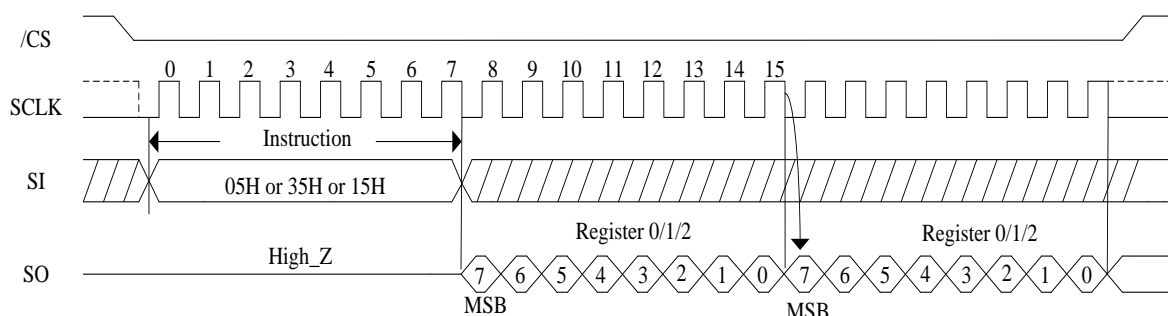 /CS
0 1 2 3 4 5 6 7 8 9 10 11 12 13 14 15
SCLK
Instruction
SI
05H or 35H or 15H
Register 0/1/2
Register 0/1/2
High_Z
SO
7 6 5 4 3 2 1 0 7 6 5 4 3 2 1 0
MSB
MSB